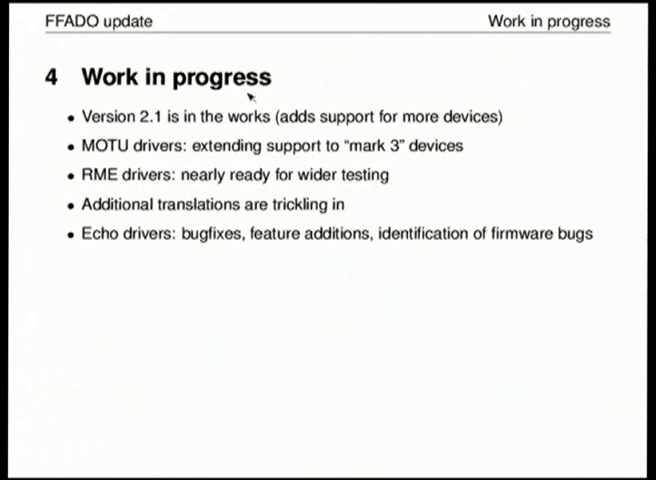 FFADO update Work in progress
4 Work in progress
• Version 2.1 is in the works (adds support for more devices)
• MOTU drivers: extending support to “mark 3” devices
• RME drivers: nearly ready for wider testing
• Additional translations are trickling in
• Echo drivers: bugfixes, feature additions, identification of firmware bugs